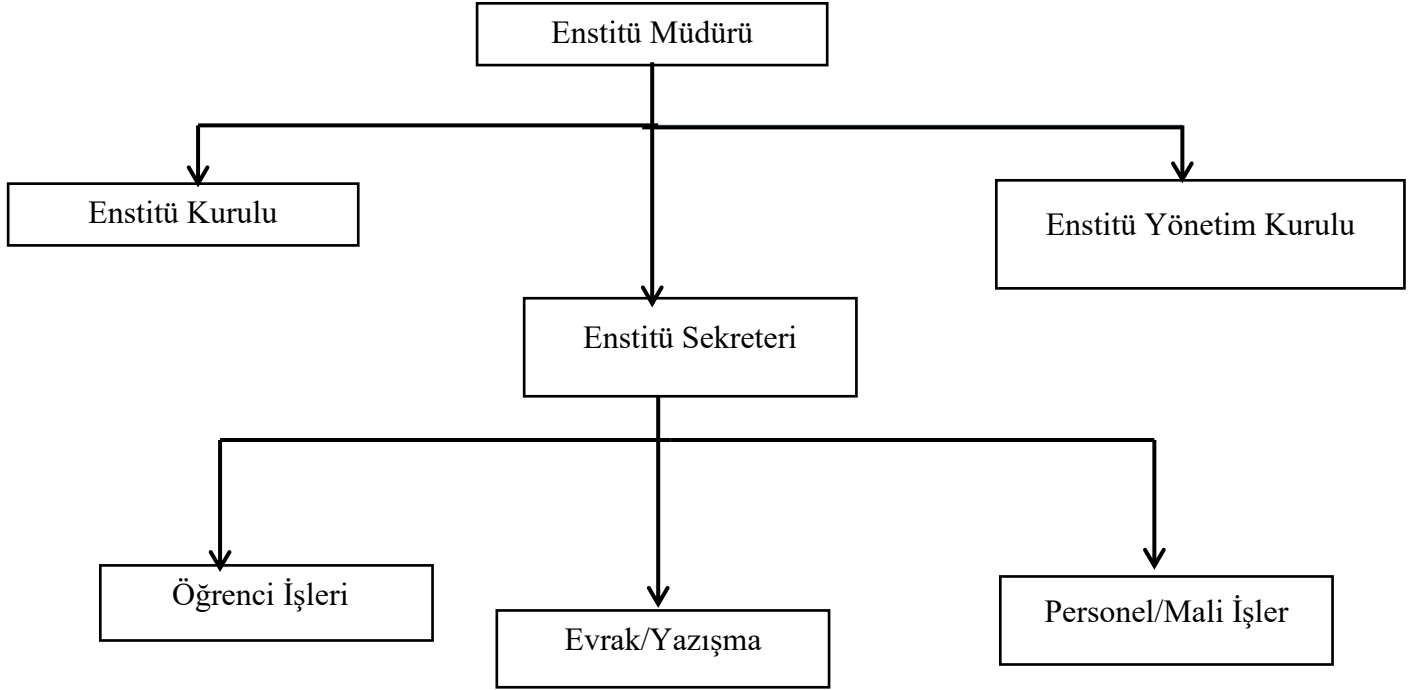 Enstitü Müdürü
Enstitü Kurulu
Enstitü Yönetim Kurulu
Enstitü Sekreteri
Öğrenci İşleri
Evrak/Yazışma
Personel/Mali İşler